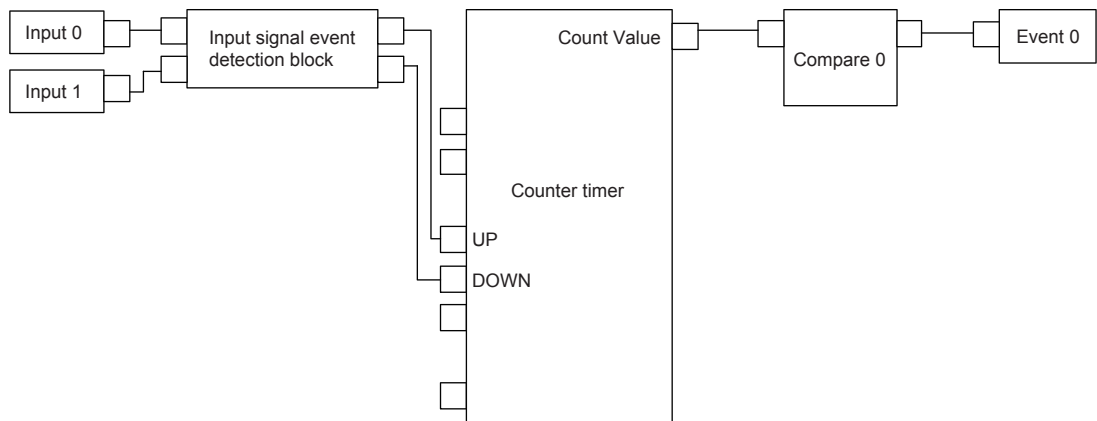 Input 0
Input 1
Input signal event
detection block
Count Value
Counter timer
UP
DOWN
Compare 0
Event 0